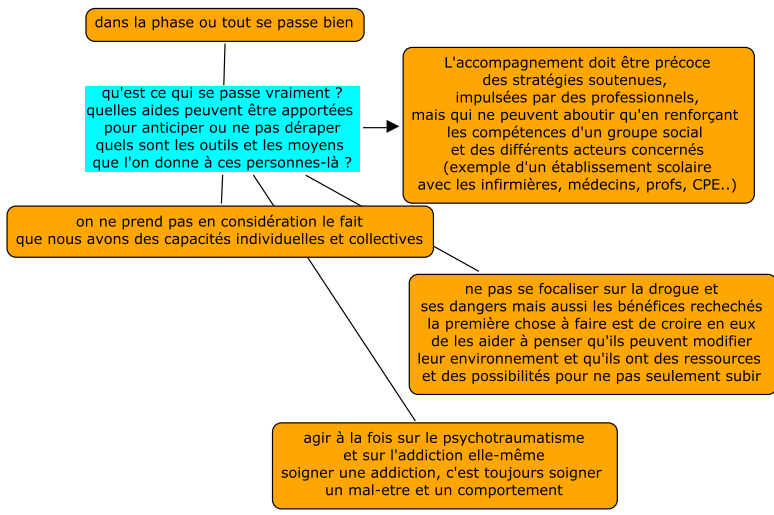 dans la phase ou tout se passe bien
qu'est ce qui se passe vraiment ?
quelles aides peuvent être apportées
pour anticiper ou ne pas déraper
quels sont les outils et les moyens
que l'on donne à ces personnes-là ?
L'accompagnement doit être précoce
des stratégies soutenues,
impulsées par des professionnels,
mais qui ne peuvent aboutir qu'en renforçant
les compétences d'un groupe social
et des différents acteurs concernés
(exemple d'un établissement scolaire
avec les infirmières, médecins, profs, CPE..)
on ne prend pas en considération le fait
que nous avons des capacités individuelles et collectives
ne pas se focaliser sur la drogue et
ses dangers mais aussi les bénéfices rechechés
la première chose à faire est de croire en eux
de les aider à penser qu'ils peuvent modifier
leur environnement et qu'ils ont des ressources
et des possibilités pour ne pas seulement subir
agir à la fois sur le psychotraumatisme
et sur l'addiction elle-même
soigner une addiction, c'est toujours soigner
un mal-etre et un comportement